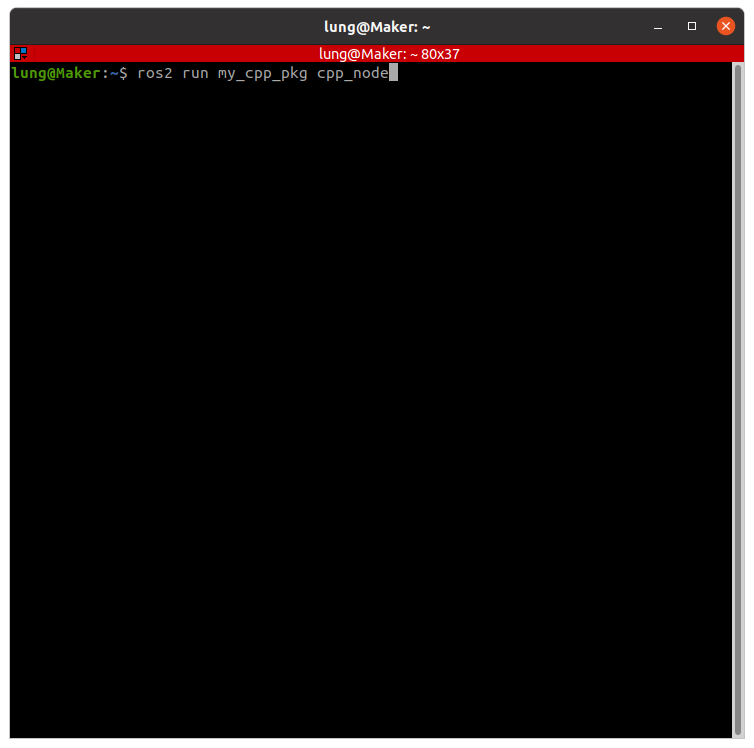 lung@Maker: ~
lung@Maker: ~ 80x37
lung@Maker:~$ ros2 run my_cpp_pkg cpp_node